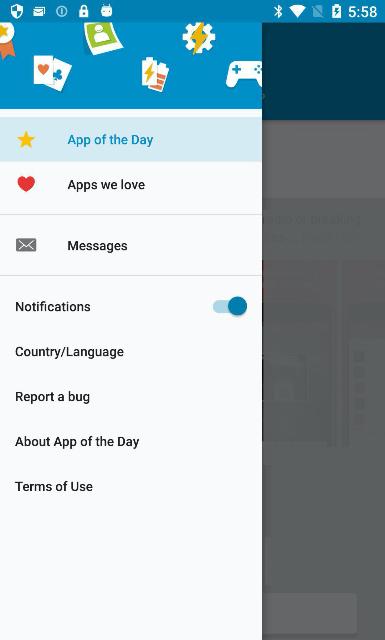 5:58
App of the Day
Apps we love
Messages
Notifications
Country/Language
Report a bug
About App of the Day
Terms of Use